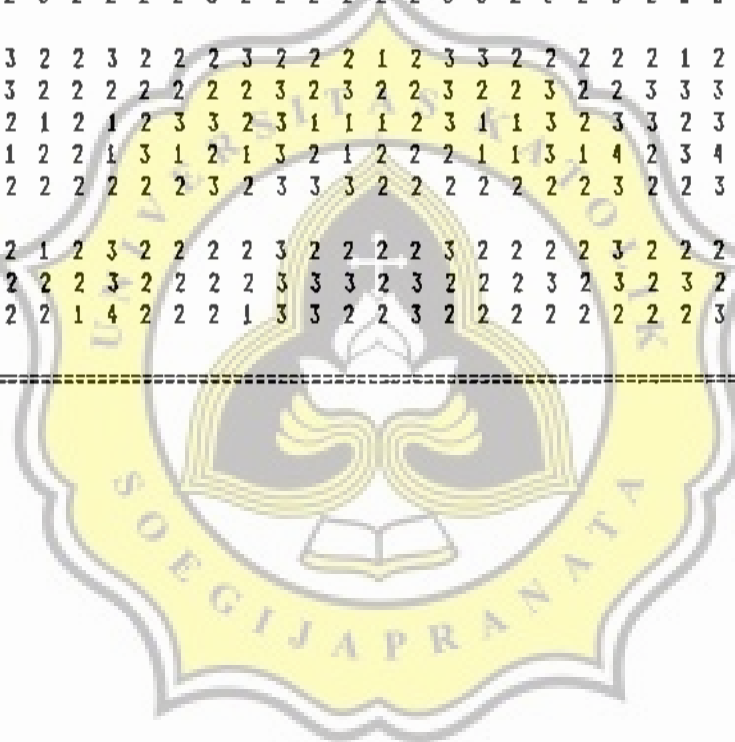 3 2 2 3 2 2 2 3 2 2 2 1 2 3 3 2 2 2 2 2 1 2
3 2 2 2 2 2 2 2 3 2 3 2 2 3 2 2 3 2 2 3 3 3
2 1 2 1 2 3 3 2 3 1 1 1 2 3 1 1 3 2 3 3 2 3
1 2 2 1 3 1 2 1 3 2 1 2 2 2 1 1 3 1 4 2 3 4
2 2 2 2 2 2 3 2 3 3 3 2 2 2 2 2 2 2 3 2 2 3
2 1 2 3 2 2 2 2 3 2 2 2 2 3 2 2 2 2 3 2 2 2
2 2 2 3 2 2 2 2 3 3 3 2 3 2 2 2 3 2 3 2 3 2
2 2 1 4 2 2 2 1 3 3 2 2 3 2 2 2 2 2 2 2 2 3
UNIVERSITAS KATOLIK
SOEGIJAPRANATA